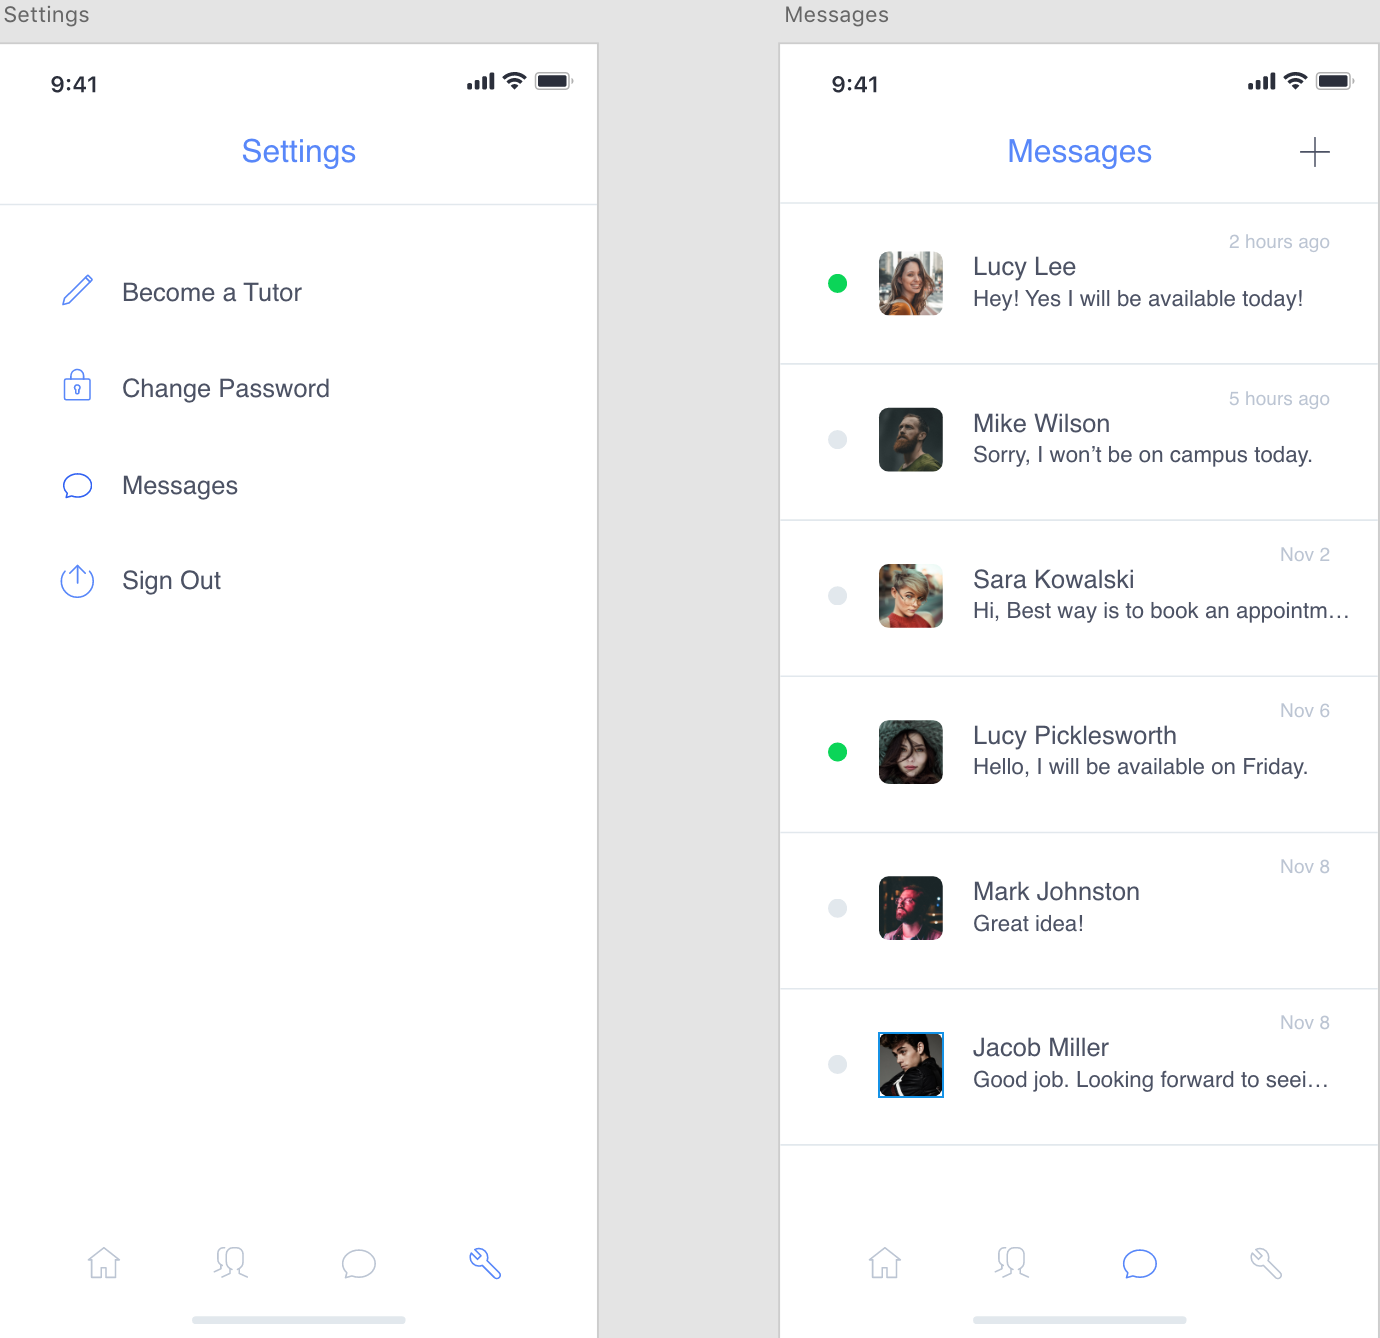 Settings
9:41
Settings
Become a Tutor
Change Password
Messages
Sign Out
Messages
9:41
Messages
2 hours ago
Lucy Lee
Hey! Yes I will be available today!
5 hours ago
Mike Wilson
Sorry, I won’t be on campus today.
Nov 2
Sara Kowalski
Hi, Best way is to book an appointm…
Nov 6
Lucy Picklesworth
Hello, I will be available on Friday.
Nov 8
Mark Johnston
Great idea!
Nov 8
Jacob Miller
Good job. Looking forward to seei…